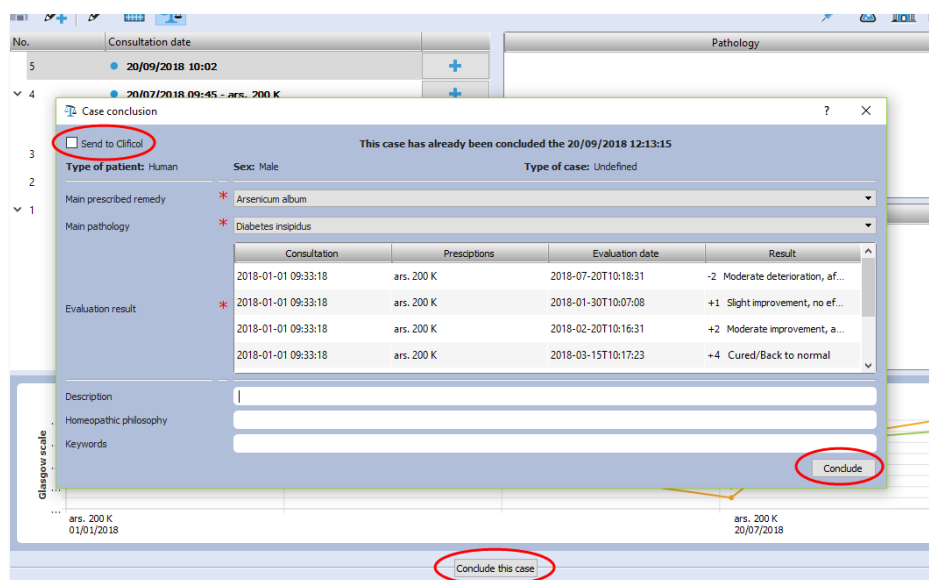 No.
Consultation date
Pathology
5
20/09/2018 10:02
4
20/07/2018 09:45 - ars. 200 K
Case conclusion
?
Send to Clificol
This case has already been concluded the 20/09/2018 12:13:15
3
Type of patient: Human
Sex: Male
Type of case: Undefined
2
Main prescribed remedy * Arsenicum album
1
Main pathology * Diabetes insipidus
Consultation Presciptions Evaluation date Result
2018-01-01 09:33:18 ars. 200 K 2018-07-20T10:18:31 -2 Moderate deterioration, af...
Evaluation result *
2018-01-01 09:33:18 ars. 200 K 2018-01-30T10:07:08 +1 Slight improvement, no ef...
2018-01-01 09:33:18 ars. 200 K 2018-02-20T10:16:31 +2 Moderate improvement, a...
2018-01-01 09:33:18 ars. 200 K 2018-03-15T10:17:23 +4 Cured/Back to normal
Description
Homeopathic philosophy
Keywords
Conclude
Glasgow scale
ars. 200 K
01/01/2018
ars. 200 K
20/07/2018
Conclude this case